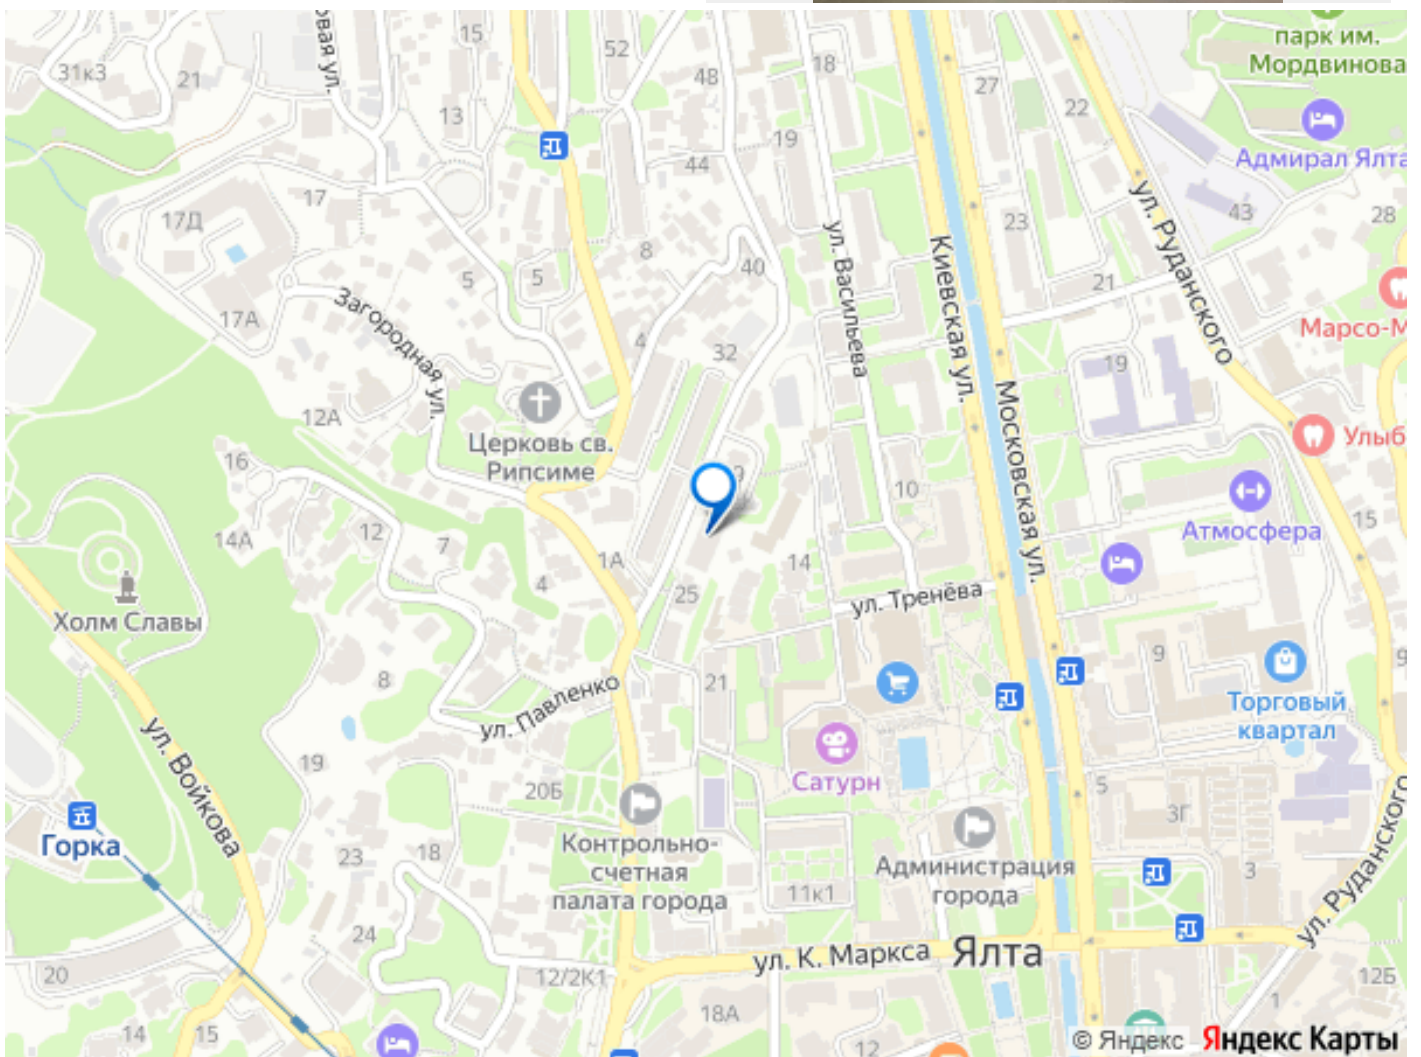 парк им.
Мордвинова
31к3
21
15
52
48
18
27
22
13
19
44
Адмирал Ялта
17Д
17
8
40
23
43
28
5
5
21
ул. Васильева
Киевская ул.
ул. Руданского
17А
Загородная ул.
4
32
19
Марсо-М
12А
Московская ул.
Церковь св.
Рипсиме
Улыб
16
9
10
Атмосфера
15
14А
12
7
1А
14
4
25
ул. Тренёва
Холм Славы
8
21
9
9
ул. Павленко
Торговый
квартал
ул. Войкова
19
20Б
Сатурн
5
3Г
Горка
23
18
Контрольно-
счетная
палата города
Администрация
города
3
11к1
ул. Руданского
24
20
12/2К1
ул. К. Маркса
Ялта
12Б
18А
1
14
15
12
© Яндекс
Яндекс Карты